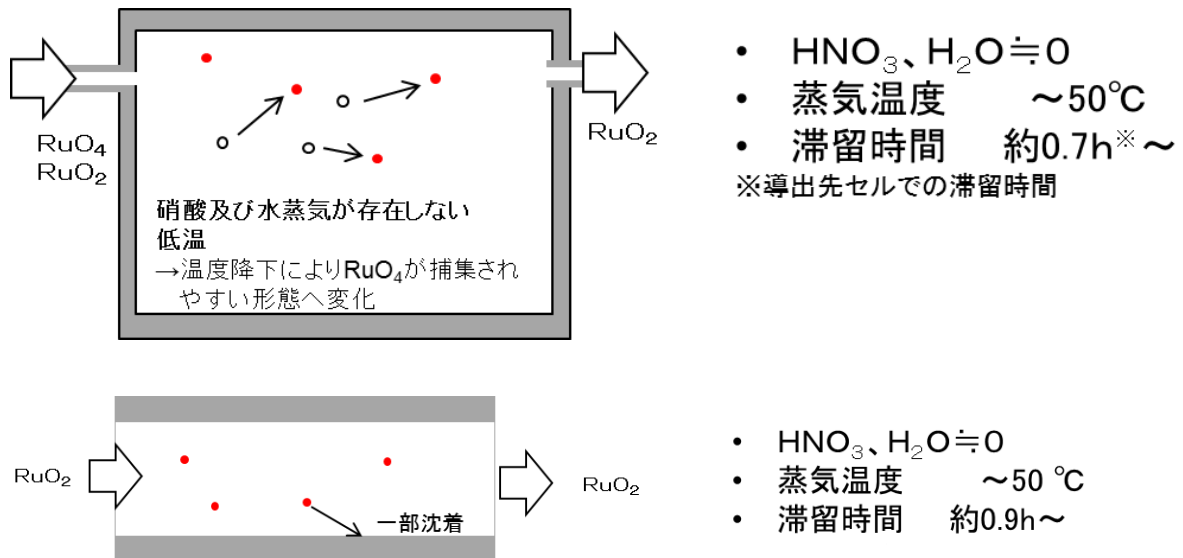 RuO₄
RuO₂
RuO₂
硝酸及び水蒸気が存在しない
低温
→温度降下によりRuO₄が捕集され
やすい形態へ変化
• HNO₃、H₂O≒0
• 蒸気温度 ~50℃
• 滞留時間 約0.7h※~
※導出先セルでの滞留時間
RuO₂
一部沈着
RuO₂
• HNO₃、H₂O≒0
• 蒸気温度 ~50 ℃
• 滞留時間 約0.9h~